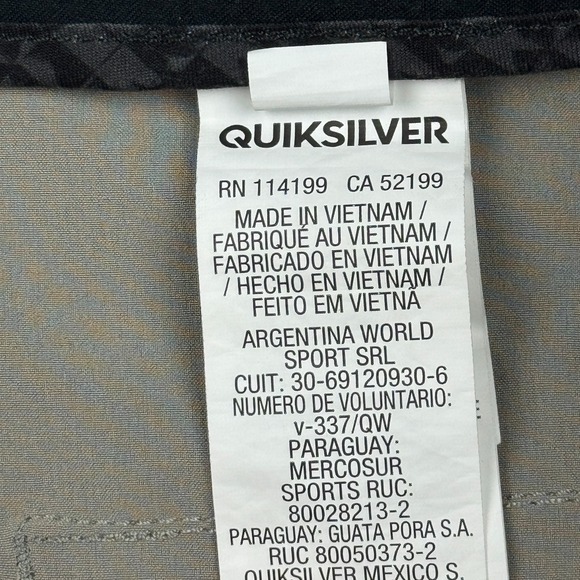 QUIKSILVER
RN 114199 CA 52199
MADE IN VIETNAM /
FABRIQUÉ AU VIETNAM /
FABRICADO EN VIETNAM
/ HECHO EN VIETNAM /
FEITO EM VIETNÃ
ARGENTINA WORLD
SPORT SRL
CUIT: 30-69120930-6
NUMERO DE VOLUNTARIO:
v-337/QW
PARAGUAY:
MERCOSUR
SPORTS RUC:
80028213-2
PARAGUAY: GUATA PORA S.A.
RUC 80050373-2
QUIKSILVER MEXICO S.
E